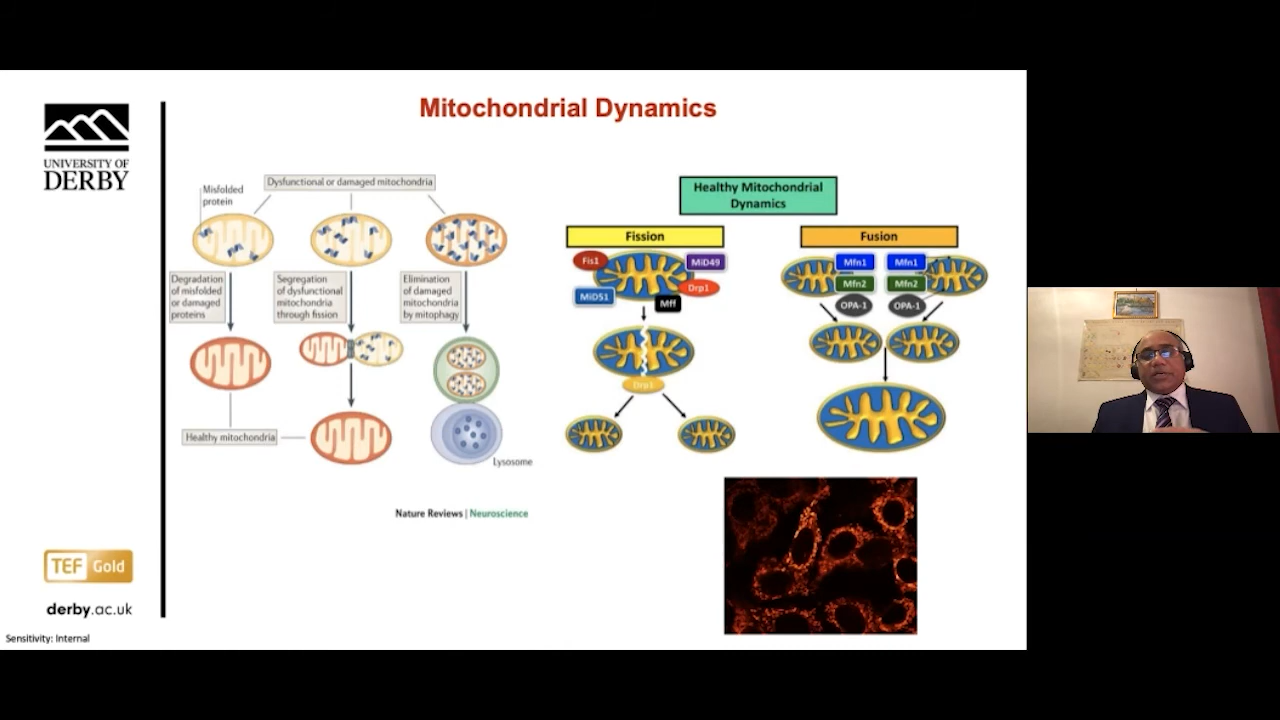 Mitochondrial Dynamics
UNIVERSITY OF
DERBY
Dysfunctional or damaged mitochondria
Misfolded
protein
Degradation
of misfolded
or damaged
proteins
Segregation
of dysfunctional
mitochondria
through fission
Elimination
of damaged
mitochondria
by mitophagy
Healthy mitochondria
Lysosome
Nature Reviews | Neuroscience
Healthy Mitochondrial
Dynamics
Fission
Fis1
MiD49
Drp1
MiD51
Mff
Drp1
Fusion
Mfn1
Mfn1
Mfn2
Mfn2
OPA-1
OPA-1
TEF Gold
derby.ac.uk
Sensitivity: Internal